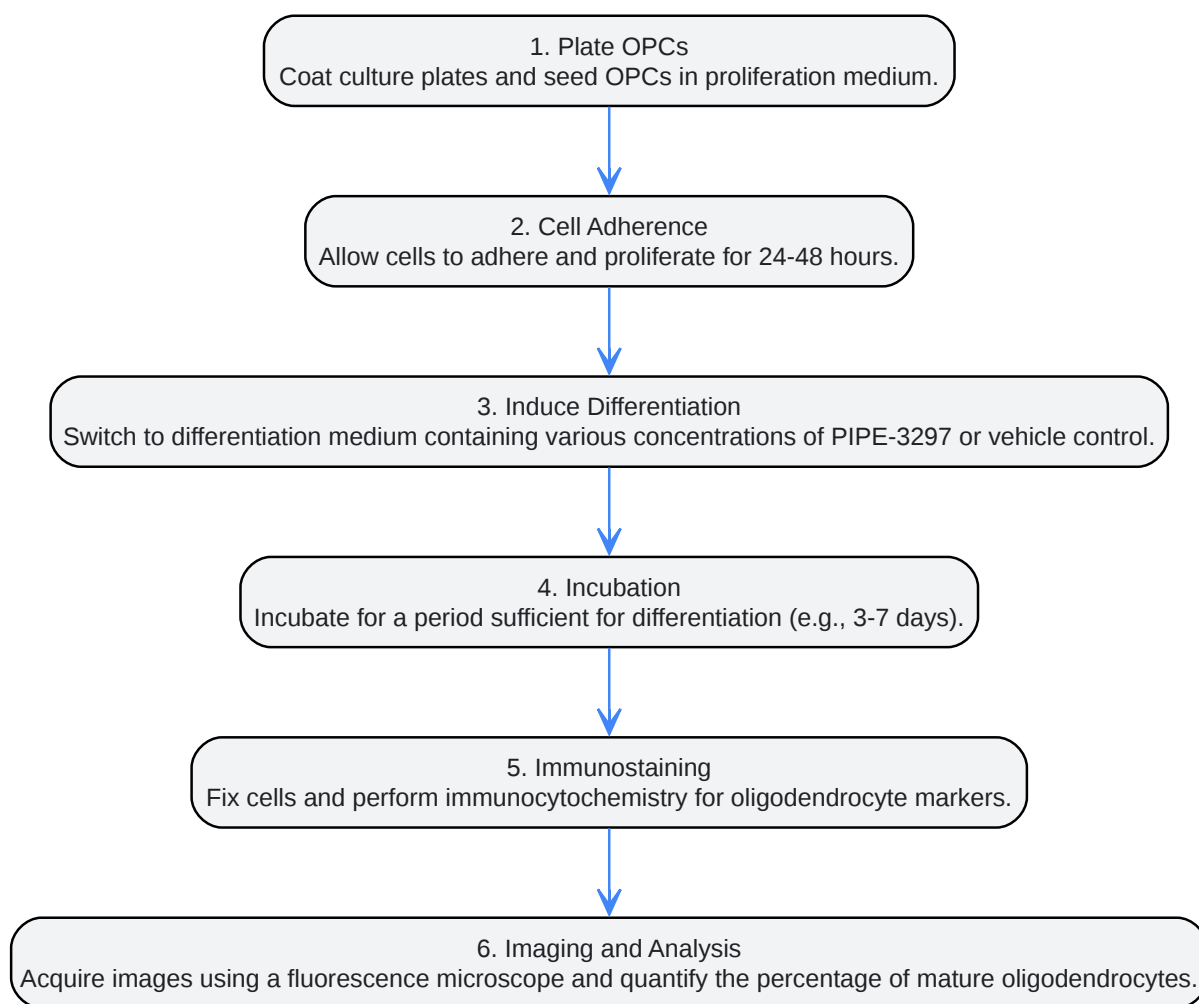 1. Plate OPCs
Coat culture plates and seed OPCs in proliferation medium.
2. Cell Adherence
Allow cells to adhere and proliferate for 24-48 hours.
3. Induce Differentiation
Switch to differentiation medium containing various concentrations of PIPE-3297 or vehicle control.
4. Incubation
Incubate for a period sufficient for differentiation (e.g., 3-7 days).
5. Immunostaining
Fix cells and perform immunocytochemistry for oligodendrocyte markers.
6. Imaging and Analysis
Acquire images using a fluorescence microscope and quantify the percentage of mature oligodendrocytes.